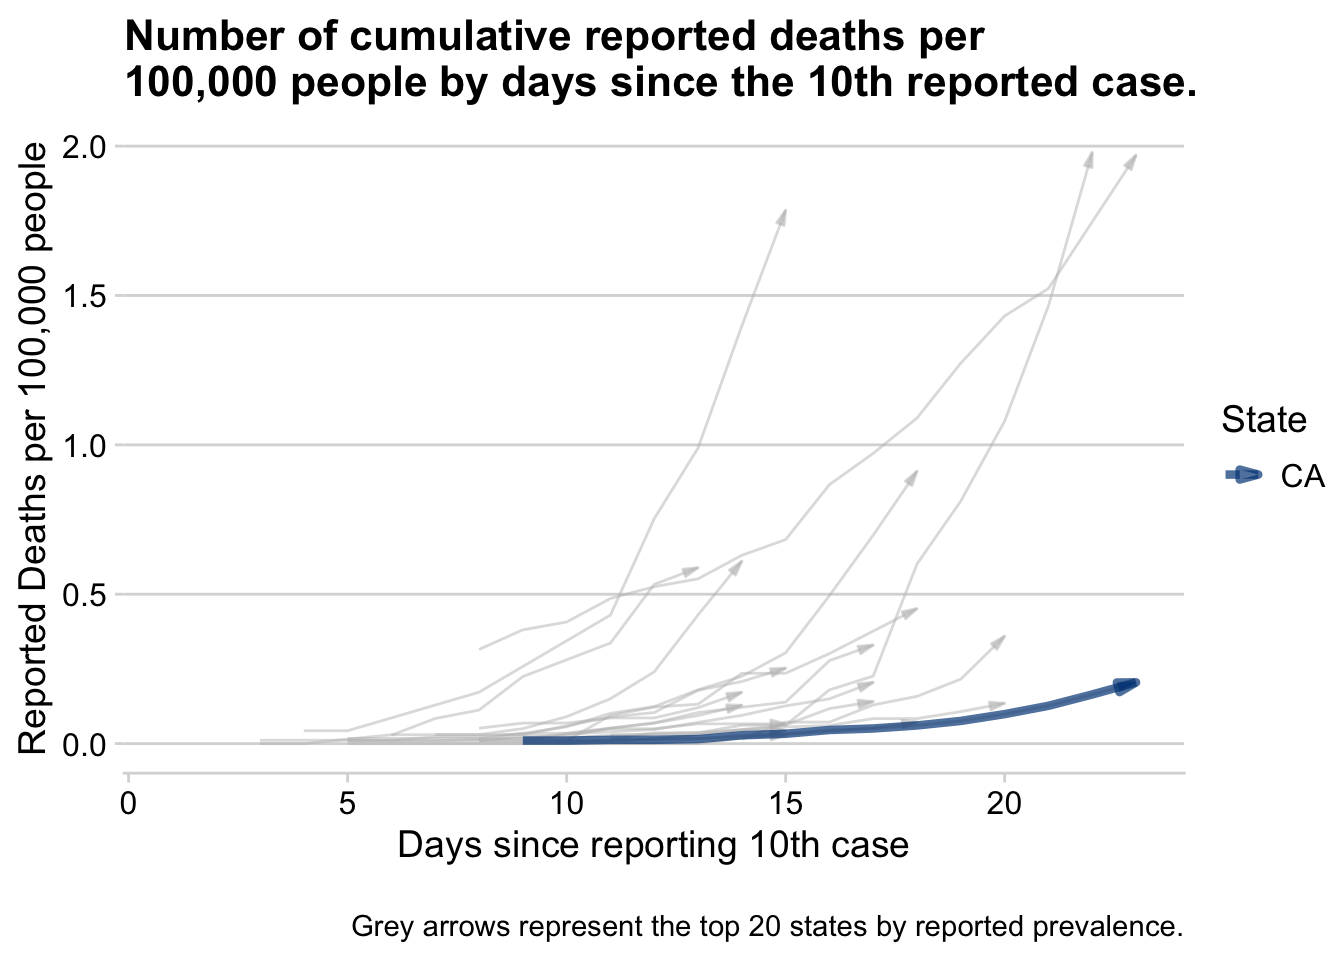 Number of cumulative reported deaths per
100,000 people by days since the 10th reported case.
Reported Deaths per 100,000 people
2.0
1.5
1.0
0.5
0.0
0
5
10
15
20
Days since reporting 10th case
State
CA
Grey arrows represent the top 20 states by reported prevalence.